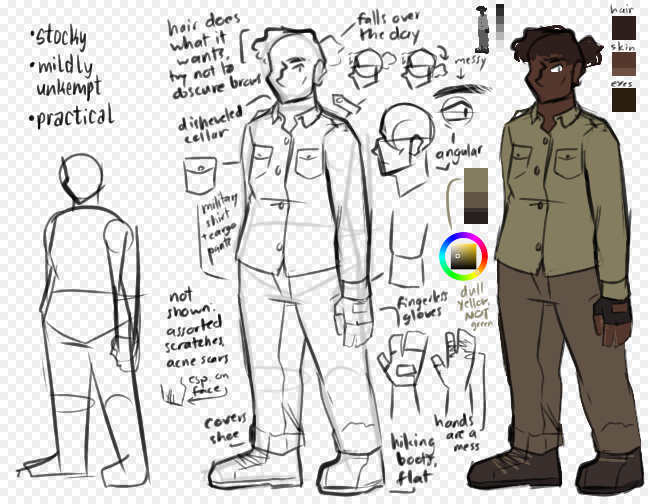 •stocky
•mildly
unkempt
•practical
hair does
what it
wants,
try not to
obscure brows
falls over
the day
messy
disheveled
collar
angular
military
shirt
+ cargo
pants
not
shown:
assorted
scratches,
acne scars
esp. on
face
covers
shoe
fingerless
gloves
hands
are a
mess
hiking
boots,
flat
dull
yellow,
NOT
green
hair
skin
eyes